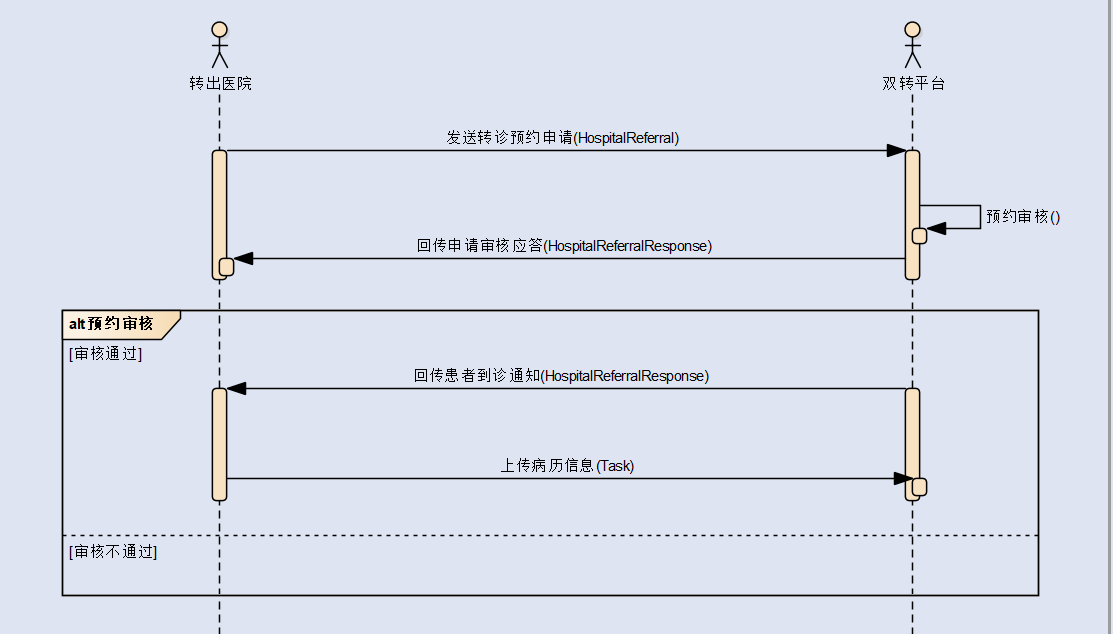 转出医院
双转平台
发送转诊预约申请(HospitalReferral)
预约审核()
回传申请审核应答(HospitalReferralResponse)
alt预约审核
[审核通过]
回传患者到诊通知(HospitalReferralResponse)
上传病历信息(Task)
[审核不通过]